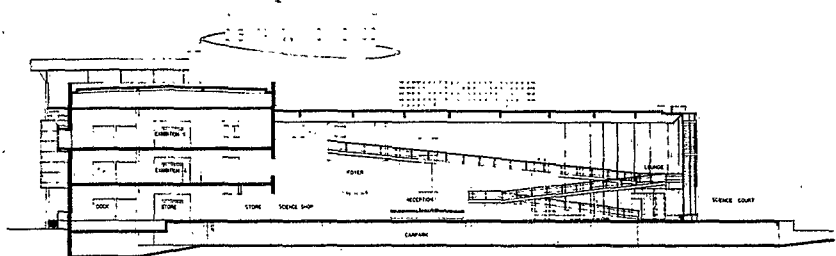 EXHIBITION
EXHIBITION
FOYER
LOUNGE
DOCK
STORE
STORE
SCIENCE SHOP
RECEPTION
SCIENCE COURT
CARPARK